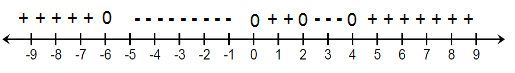 + + + + + 0 - - - - - - - - - 0 + + 0 - - - 0 + + + + + + +
-9 -8 -7 -6 -5 -4 -3 -2 -1 0 1 2 3 4 5 6 7 8 9